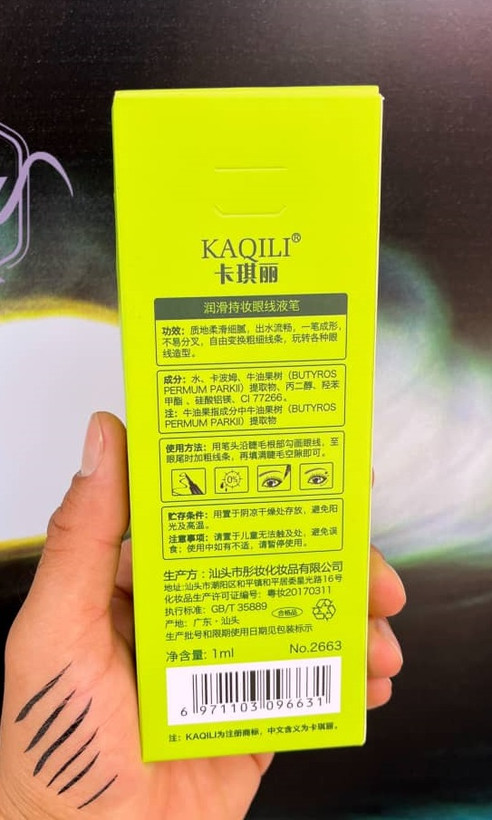 KAQILI®
卡琪丽
润滑持妆眼线液笔
功效：质地柔滑细腻，出水流畅，一笔成形，
不易分叉，自由变换粗细线条，玩转各种眼
线造型。
成分：水、卡波姆、牛油果树（BUTYROS
PERMUM PARKII）提取物、丙二醇、羟苯
甲酯、硅酸铝镁、CI 77266。
注：牛油果指成分中牛油果树（BUTYROS
PERMUM PARKII）提取物
使用方法：用笔头沿睫毛根部勾画眼线，至
眼尾时加粗线条，再填满睫毛空隙即可。
0%
贮存条件：用置于阴凉干燥处存放，避免阳
光及高温。
注意事项：请置于儿童无法触及处，避免误
食；使用中如有不适，请暂停使用。
生产方：汕头市彤妆化妆品有限公司
地址:汕头市潮阳区和平镇和平居委星光路16号
化妆品生产许可证编号：粤妆20170311
执行标准：GB/T 35889
合格品
产地：广东·汕头
生产批号和限期使用日期见包装标示
净含量：1ml
No.2663
6 971103 096631
注：KAQILI为注册商标，中文含义为卡琪丽。